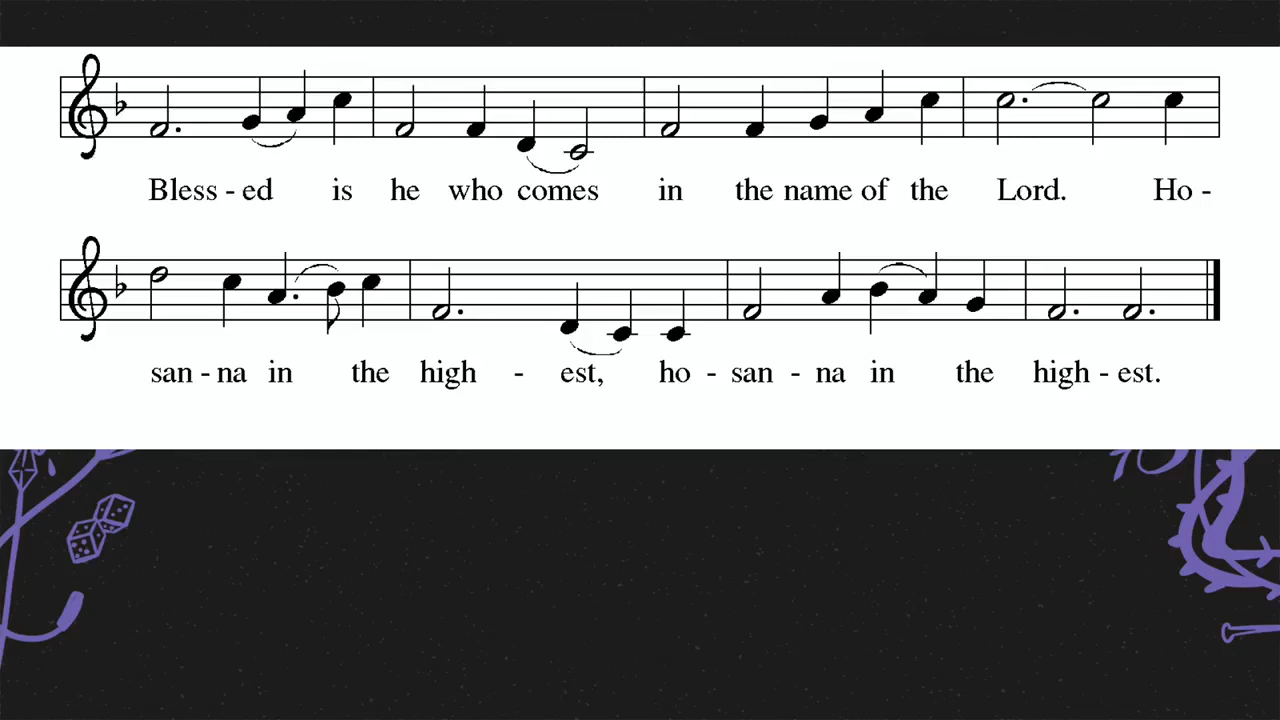 Bless - ed is he who comes in the name of the Lord. Ho -
san - na in the high - est, ho - san - na in the high - est.